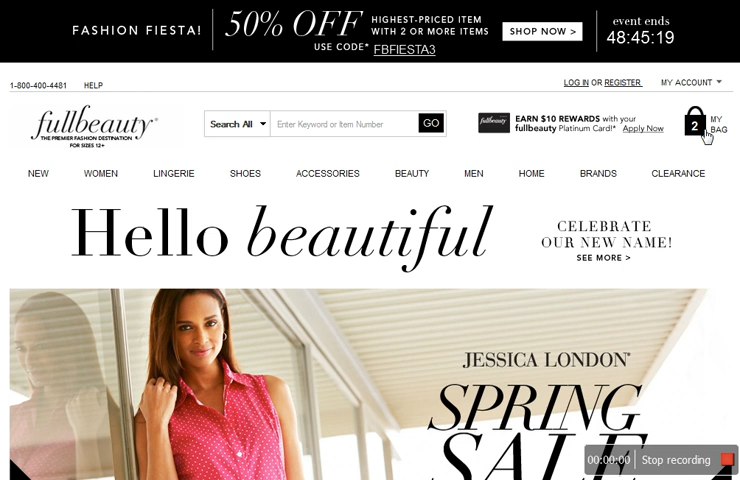 FASHION FIESTA!
50% OFF
HIGHEST-PRICED ITEM
WITH 2 OR MORE ITEMS
USE CODE* FBFIESTA3
SHOP NOW >
event ends
48:45:19
1-800-400-4481
HELP
LOG IN OR REGISTER
MY ACCOUNT
fullbeauty®
THE PREMIER FASHION DESTINATION
FOR SIZES 12+
Search All
Enter Keyword or Item Number
GO
EARN $10 REWARDS with your
fullbeauty Platinum Card!* Apply Now
2
MY
BAG
NEW
WOMEN
LINGERIE
SHOES
ACCESSORIES
BEAUTY
MEN
HOME
BRANDS
CLEARANCE
Hello beautiful
CELEBRATE
OUR NEW NAME!
SEE MORE >
JESSICA LONDON®
SPRING
SALE
00:00:00
Stop recording